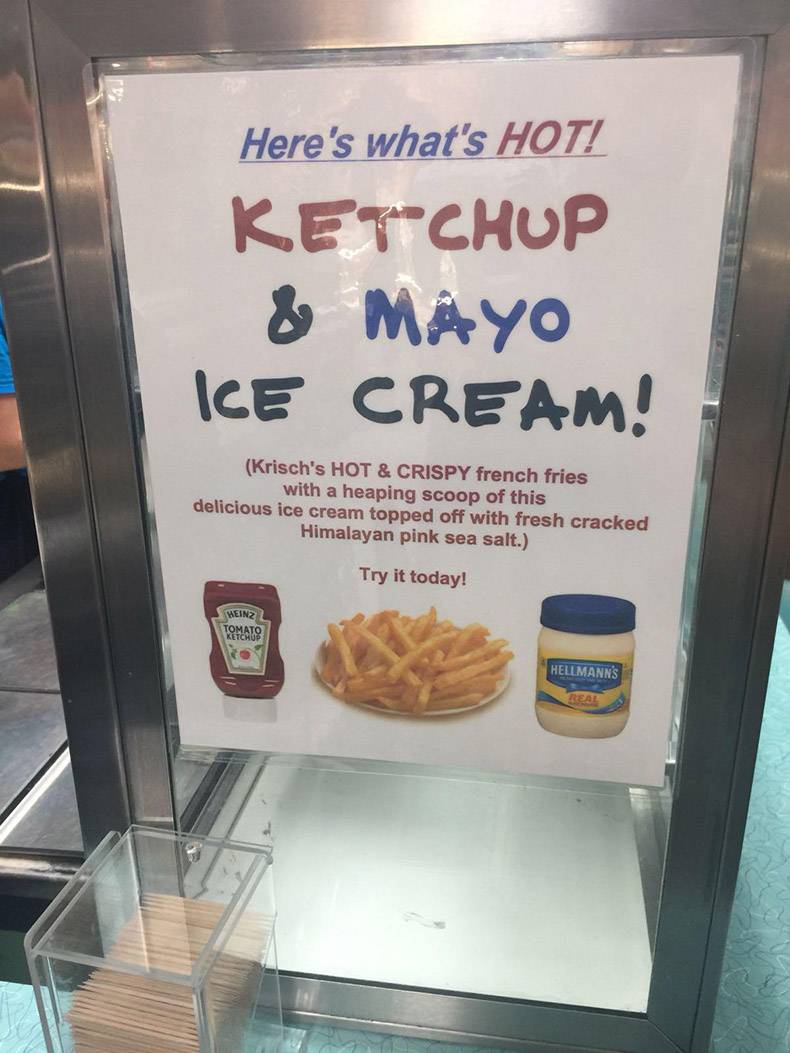 Here's what's HOT!
KETCHUP
& MAYO
ICE CREAM!
(Krisch's HOT & CRISPY french fries
with a heaping scoop of this
delicious ice cream topped off with fresh cracked
Himalayan pink sea salt.)
Try it today!
HEINZ
TOMATO
KETCHUP
HELLMANN'S
REAL